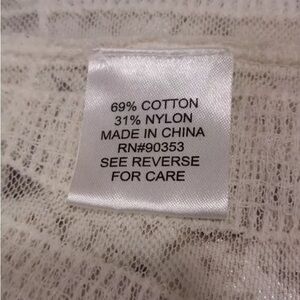 69% COTTON
31% NYLON
MADE IN CHINA
RN#90353
SEE REVERSE
FOR CARE